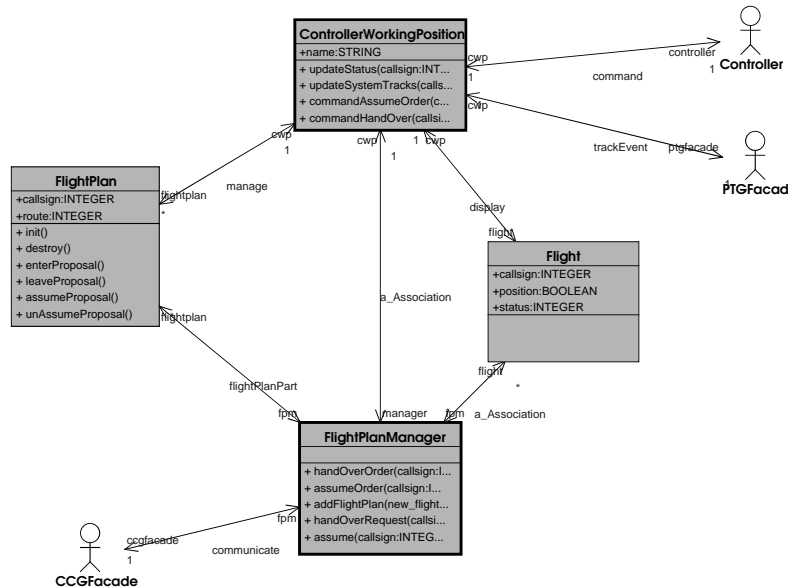 ControllerWorkingPosition
+name:STRING
+ updateStatus(callsign:INT...
+ updateSystemTracks(calls...
+ commandAssumeOrder(c...
+ commandHandOver(callsi...
cwp
1
command
controller
1
Controller
cwp
trackEvent
ptgfacade
1
PTGFacad
cwp
1
manage
flightplan
*
cwp
1
1
cwp
display
flight
FlightPlan
+callsign:INTEGER
+route:INTEGER
+ init()
+ destroy()
+ enterProposal()
+ leaveProposal()
+ assumeProposal()
+ unAssumeProposal()
Flight
+callsign:INTEGER
+position:BOOLEAN
+status:INTEGER
a_Association
flightplan
flightPlanPart
fpm
manager
flight
*
fpm
a_Association
FlightPlanManager
+ handOverOrder(callsign:I...
+ assumeOrder(callsign:I...
+ addFlightPlan(new_flight...
+ handOverRequest(callsi...
+ assume(callsign:INTEG...
fpm
ccgfacade
1
communicate
CCGFacade